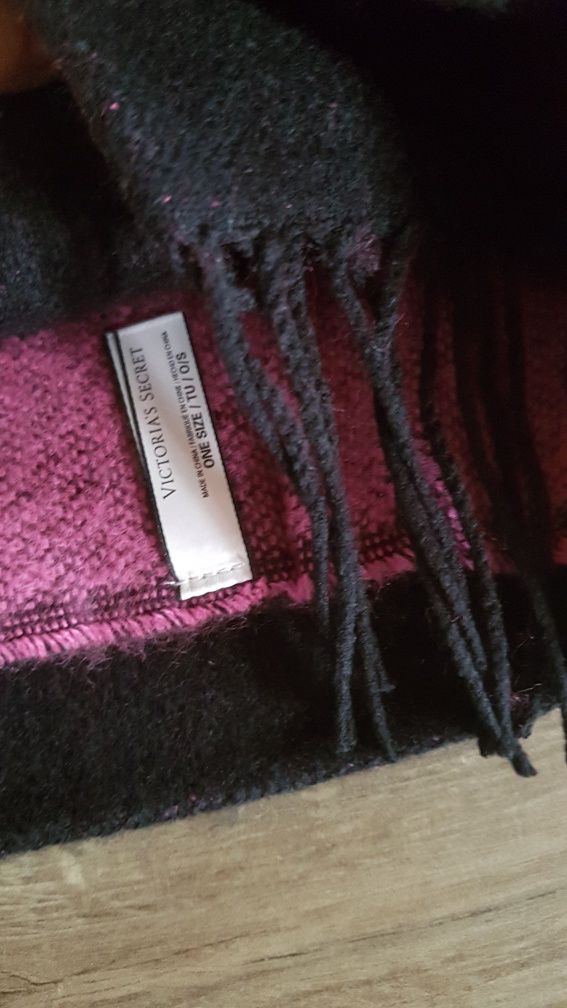 VICTORIA'S SECRET
MADE IN CHINA / FABRIQUÉ EN CHINE / HECHO EN CHINA
ONE SIZE / TU / O/S